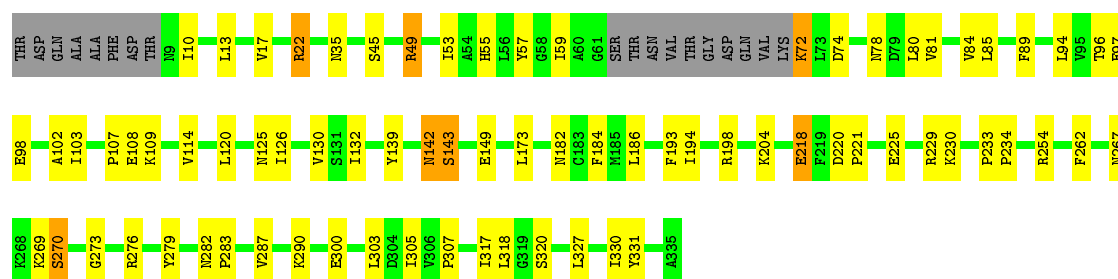 THR ASP GLN ALA ALA PHE ASP THR N9 I10 L13 V17 R22 N35 S45 R49 I53 A54 H55 L56 Y57 G58 I59 A60 G61 SER THR ASN VAL THR GLY ASP GLN VAL LYS K72 L73 D74 N78 D79 L80 V81 V84 L85 F89 L94 V95 T96
E98 A102 I103 P107 E108 K109 V114 L120 N125 I126 V130 S131 I132 Y139 N142 S143 E149 L173 N182 C183 F184 M185 L186 F193 I194 R198 K204 E218 F219 D220 P221 E225 R229 K230 P233 P234 R254 F262 N267
K268 K269 S270 G273 R276 Y279 N282 P283 V287 K290 E300 L303 D304 I305 V306 P307 I317 L318 G319 S320 L327 I330 Y331 A335